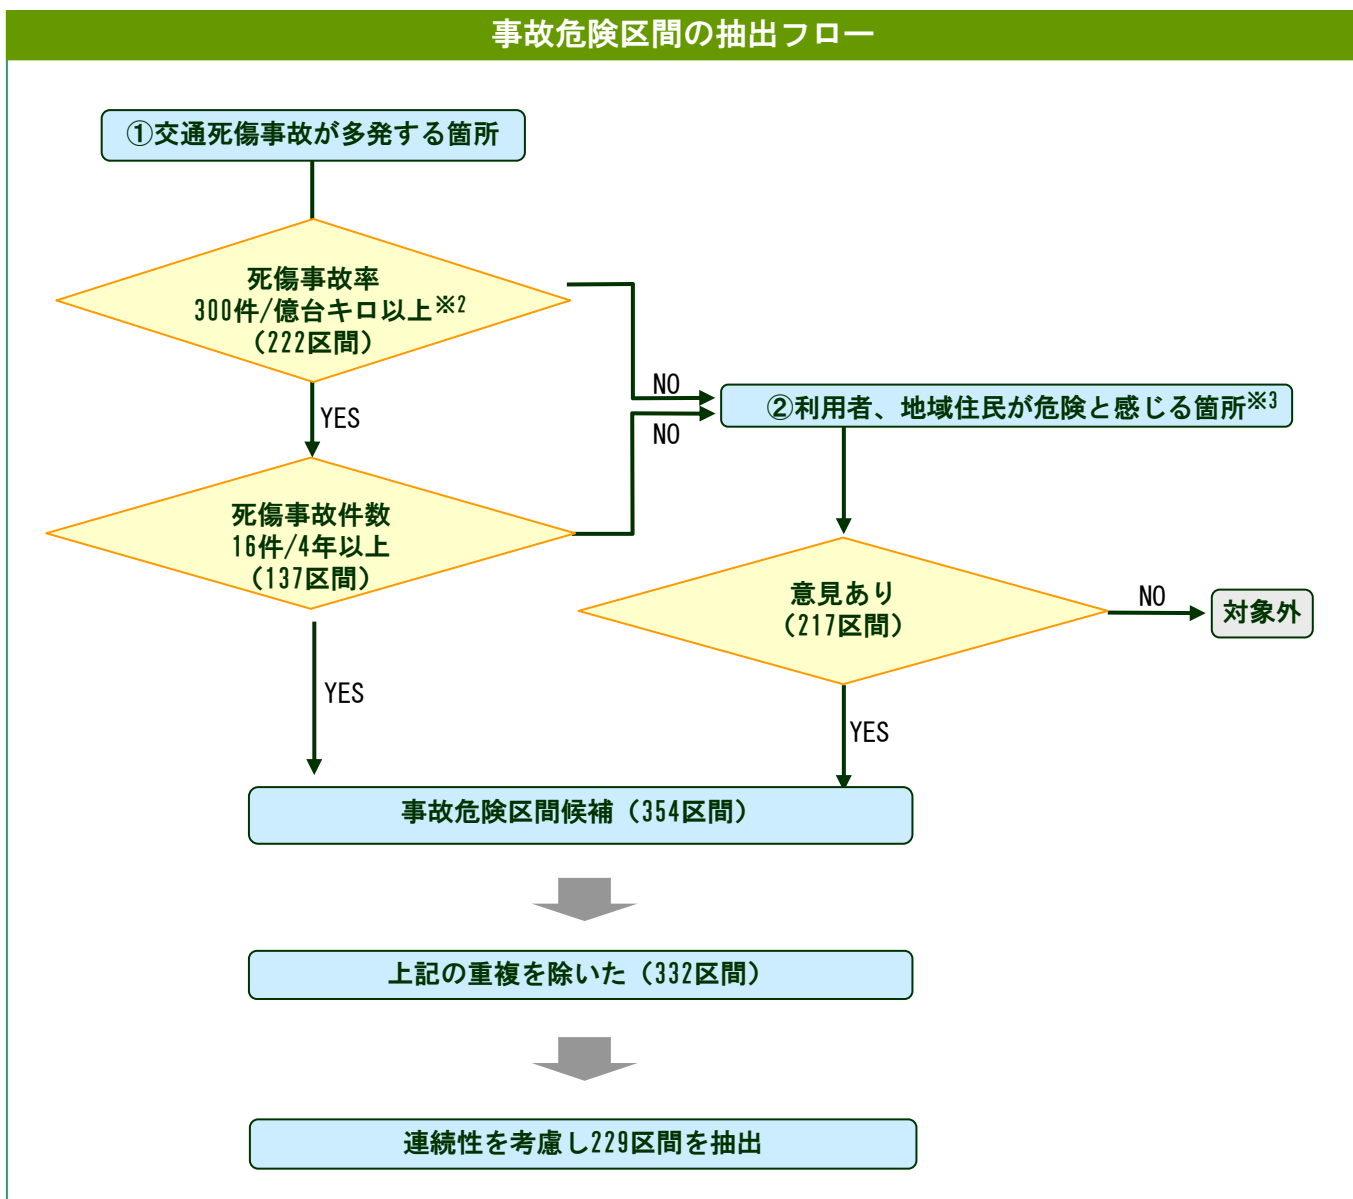 事故危険区間の抽出フロー
①交通死傷事故が多発する箇所
死傷事故率
300件/億台キロ以上※2
(222区間)
NO
YES
②利用者、地域住民が危険と感じる箇所※3
NO
死傷事故件数
16件/4年以上
(137区間)
意見あり
(217区間)
NO
対象外
YES
YES
事故危険区間候補(354区間)
上記の重複を除いた(332区間)
連続性を考慮し229区間を抽出